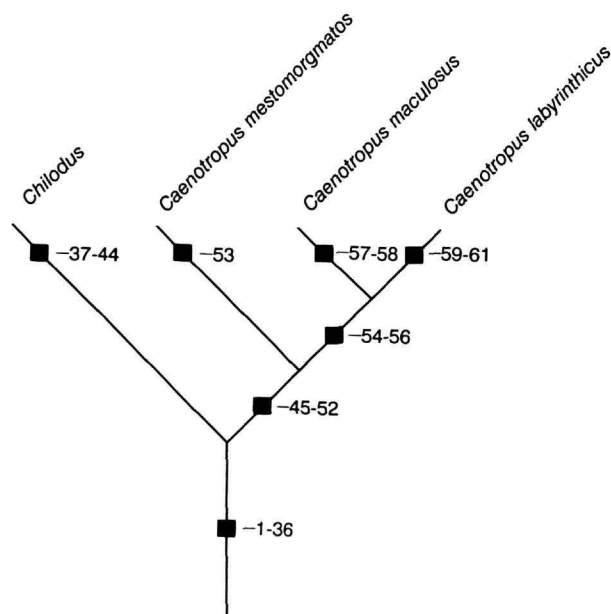 Chilodus
Caenotropus mestomorgmatos
Caenotropus maculosus
Caenotropus labyrinthicus
–37-44
–53
–57-58
–59-61
–54-56
–45-52
–1-36